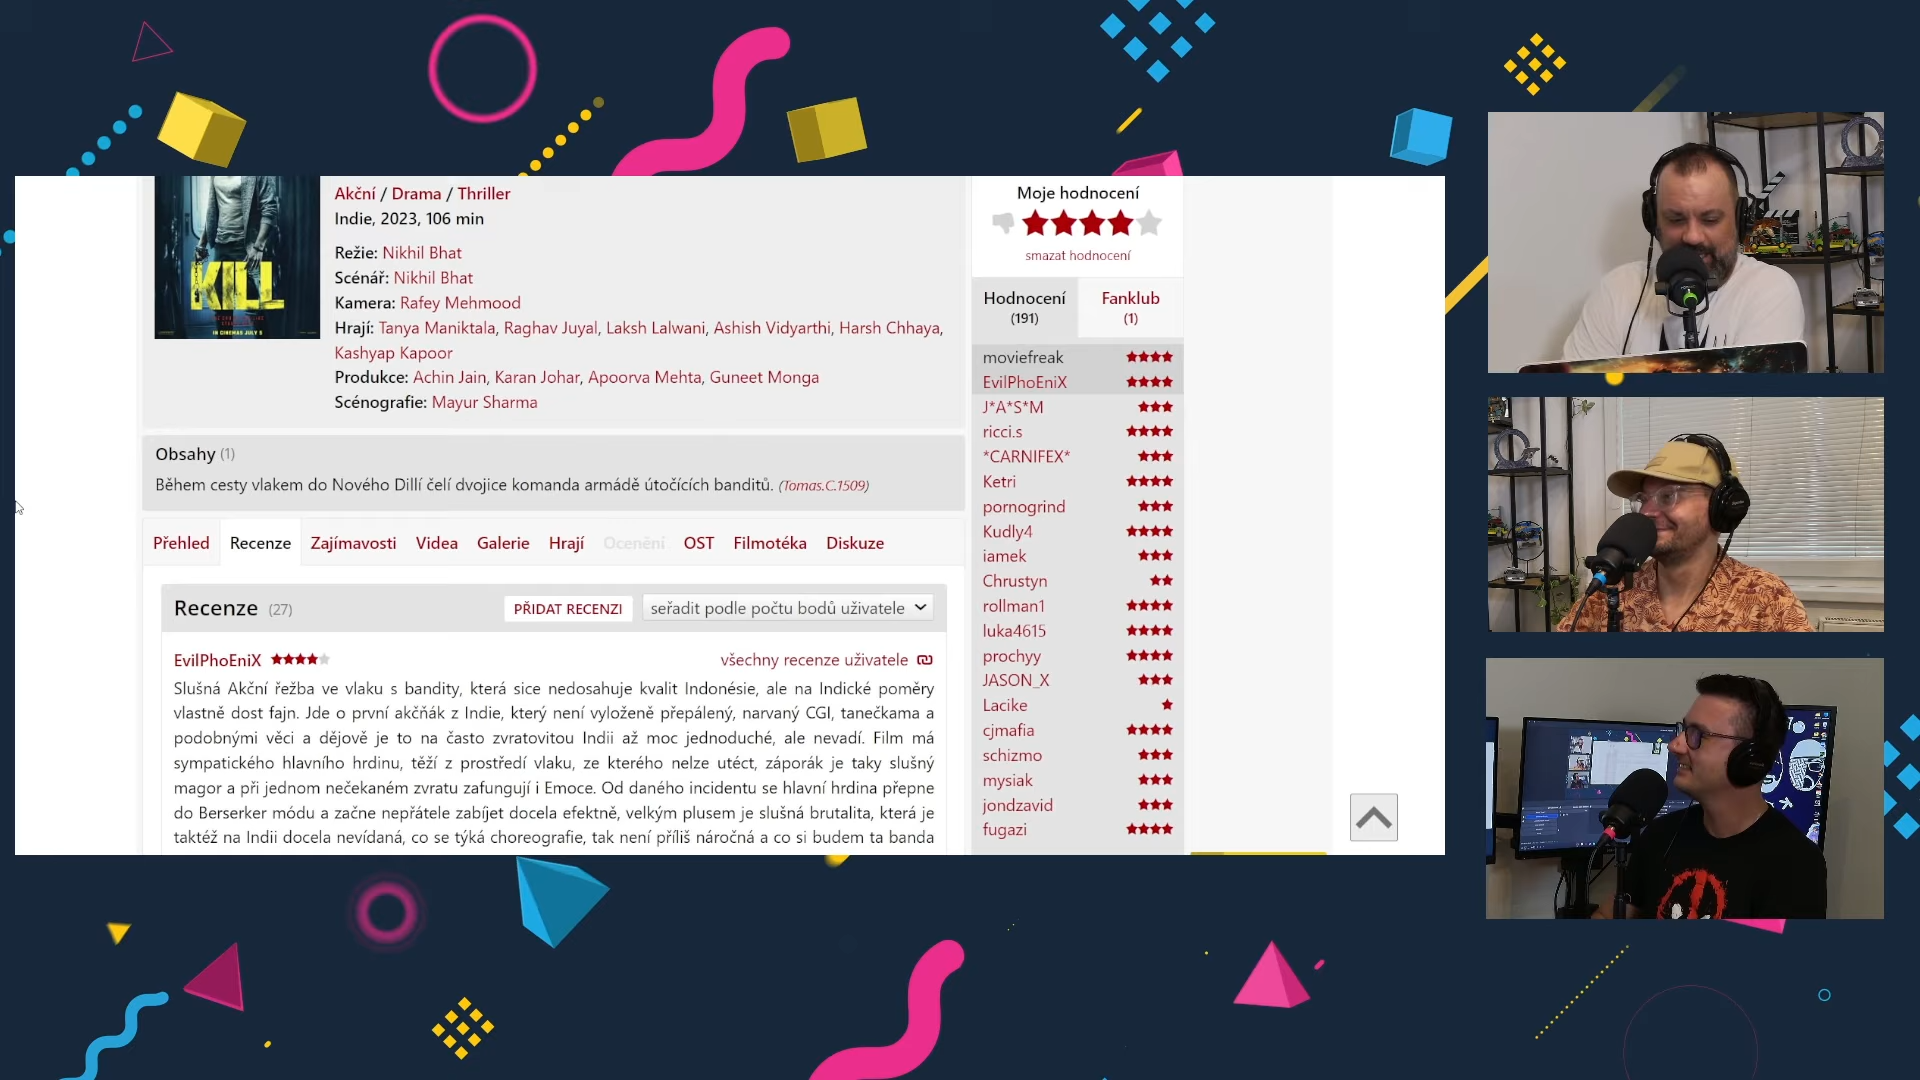 KILL
IN CINEMAS JULY 5
Akční / Drama / Thriller
Indie, 2023, 106 min
Režie: Nikhil Bhat
Scénář: Nikhil Bhat
Kamera: Rafey Mehmood
Hrají: Tanya Maniktala, Raghav Juyal, Laksh Lalwani, Ashish Vidyarthi, Harsh Chhaya,
Kashyap Kapoor
Produkce: Achin Jain, Karan Johar, Apoorva Mehta, Guneet Monga
Scénografie: Mayur Sharma
Obsahy (1)
Během cesty vlakem do Nového Dillí čelí dvojice komanda armádě útočících banditů. (Tomas.C.1509)
Přehled Recenze Zajímavosti Videa Galerie Hrají Ocenění OST Filmotéka Diskuze
Recenze (27) PŘIDAT RECENZI seřadit podle počtu bodů uživatele
EvilPhoEniX všechny recenze uživatele
Slušná Akční řežba ve vlaku s bandity, která sice nedosahuje kvalit Indonésie, ale na Indické poměry
vlastně dost fajn. Jde o první akčňák z Indie, který není vyloženě přepálený, narvaný CGI, tanečkama a
podobnými věci a dějově je to na často zvratovitou Indii až moc jednoduché, ale nevadí. Film má
sympatického hlavního hrdinu, těží z prostředí vlaku, ze kterého nelze utéct, záporák je taky slušný
magor a při jednom nečekaném zvratu zafungují i Emoce. Od daného incidentu se hlavní hrdina přepne
do Berserker módu a začne nepřátele zabíjet docela efektně, velkým plusem je slušná brutalita, která je
taktéž na Indii docela nevídaná, co se týká choreografie, tak není příliš náročná a co si budem ta banda
Moje hodnocení
smazat hodnocení
Hodnocení
(191)
Fanklub
(1)
moviefreak
EvilPhoEniX
J*A*S*M
ricci.s
*CARNIFEX*
Ketri
pornogrind
Kudly4
iamek
Chrustyn
rollman1
luka4615
prochyy
JASON_X
Lacike
cjmafia
schizmo
mysiak
jondzavid
fugazi